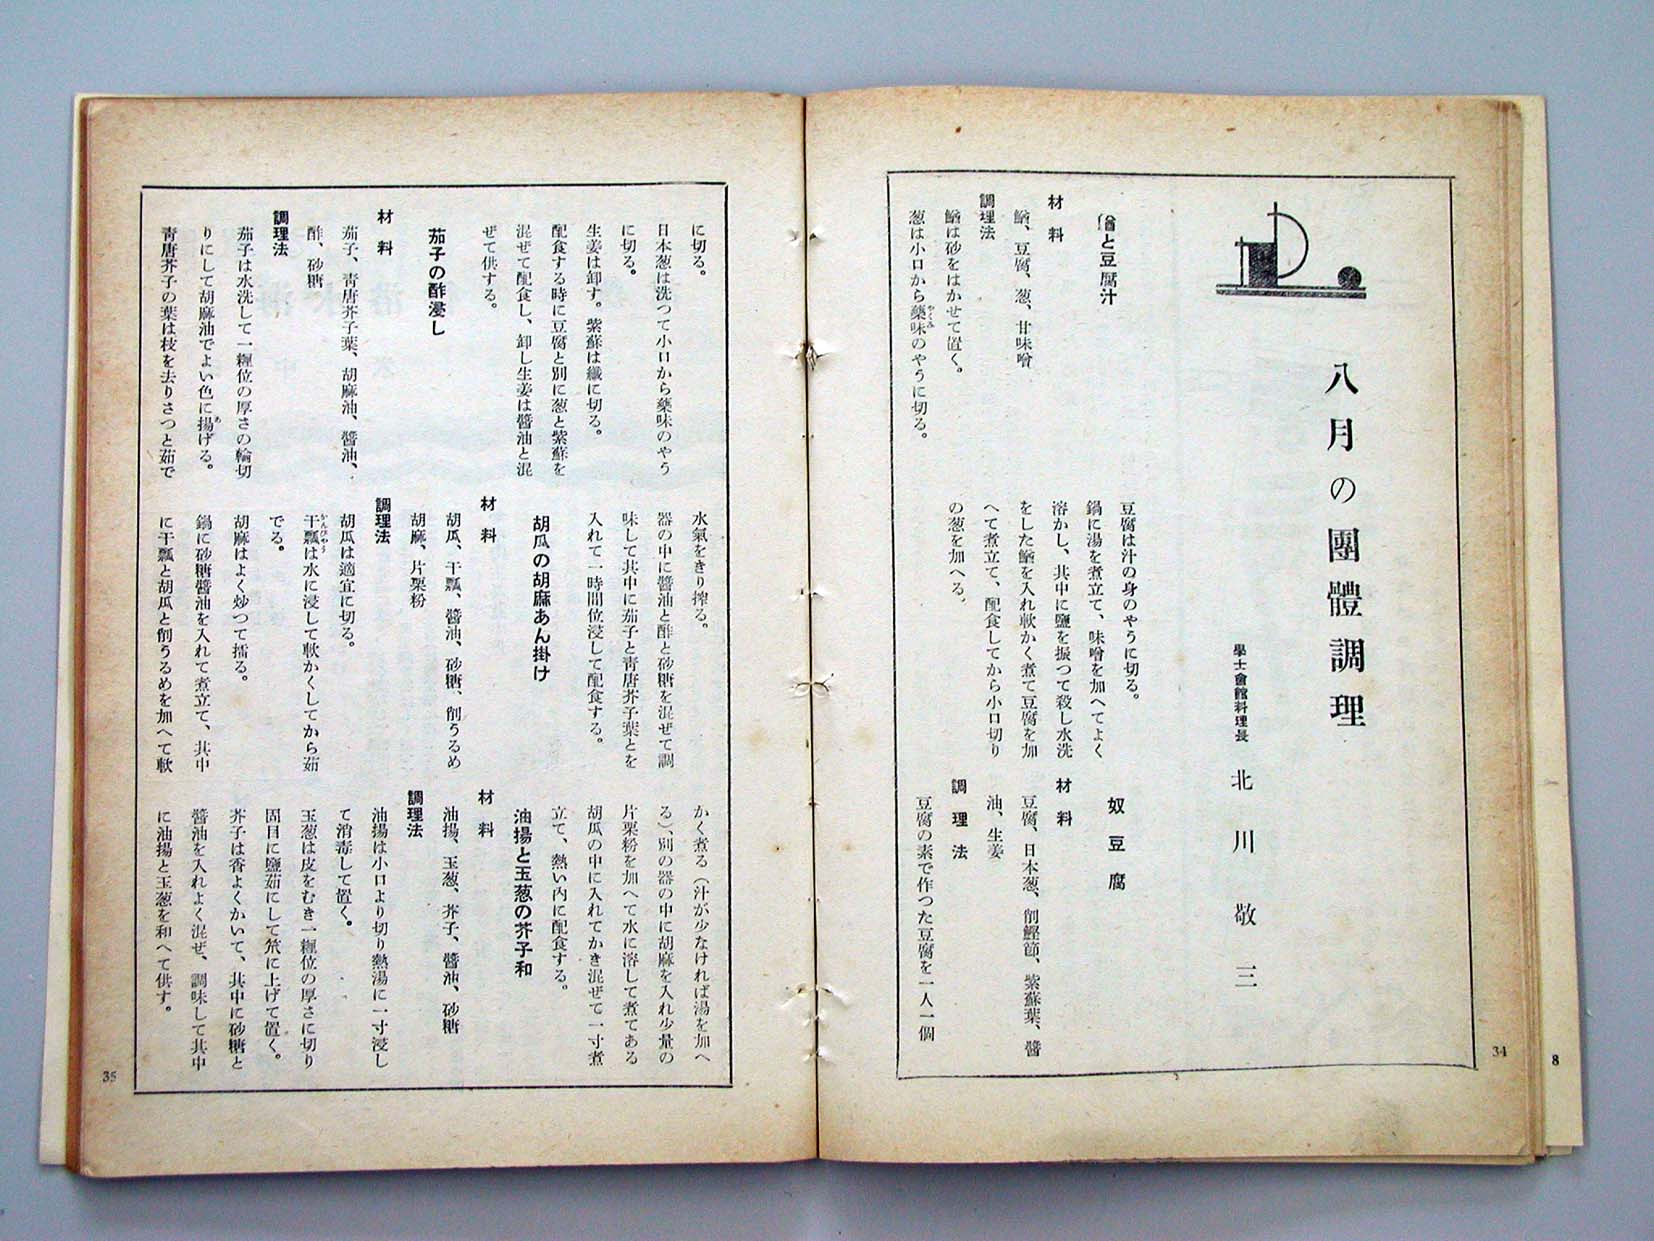 八月の團體調理
學士會館料理長 北川敬三
と豆腐汁
材料
鰌、豆腐、葱、甘味噌
調理法
鰌は砂をはかせて置く。
葱は小口から藥味のやうに切る。
豆腐は汁の身のやうに切る。
鍋に湯を煮立て、味噌を加へてよく
溶かし、其中に鹽を振つて殺し水洗
をした鰌を入れ軟かく煮て豆腐を加
へて煮立て、配食してから小口切り
の葱を加へる。
奴豆腐
材料
豆腐、日本葱、削鰹節、紫蘇葉、醬
油、生姜
調理法
豆腐の素で作つた豆腐を一人一個
34
8
に切る。
日本葱は洗つて小口から藥味のやう
に切る。
生姜は卸す。紫蘇は纖に切る。
配食する時に豆腐と別に葱と紫蘇を
混ぜて配食し、卸し生姜は醬油と混
ぜて供する。
茄子の酢浸し
材料
茄子、靑唐芥子葉、胡麻油、醬油、
酢、砂糖
調理法
茄子は水洗して一糎位の厚さの輪切
りにして胡麻油でよい色に揚げる。
靑唐芥子の葉は枝を去りさつと茹で
水氣をきり搾る。
器の中に醬油と酢と砂糖を混ぜて調
味して其中に茄子と靑唐芥子葉とを
入れて一時間位浸して配食する。
胡瓜の胡麻あん掛け
材料
胡瓜、干瓢、醬油、砂糖、削うるめ
胡麻、片栗粉
調理法
胡瓜は適宜に切る。
干瓢は水に浸して軟かくしてから茹
でる。
胡麻はよく炒つて擂る。
鍋に砂糖醬油を入れて煮立て、其中
に干瓢と胡瓜と削うるめを加へて軟
かく煮る(汁が少なければ湯を加へ
る)、別の器の中に胡麻を入れ少量の
片栗粉を加へて水に溶して煮てある
胡瓜の中に入れてかき混ぜて一寸煮
立て、熱い內に配食する。
油揚と玉葱の芥子和
材料
油揚、玉葱、芥子、醬油、砂糖
調理法
油揚は小口より切り熱湯に一寸浸し
て消毒して置く。
玉葱は皮をむき一糎位の厚さに切り
固目に鹽茹にして笊に上げて置く。
芥子は香よくかいて、其中に砂糖と
醬油を入れよく混ぜ、調味して其中
に油揚と玉葱を和へて供す。
35